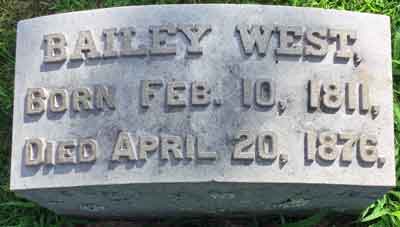 BAILEY WEST,
BORN FEB. 10, 1811,
DIED APRIL 20, 1876.